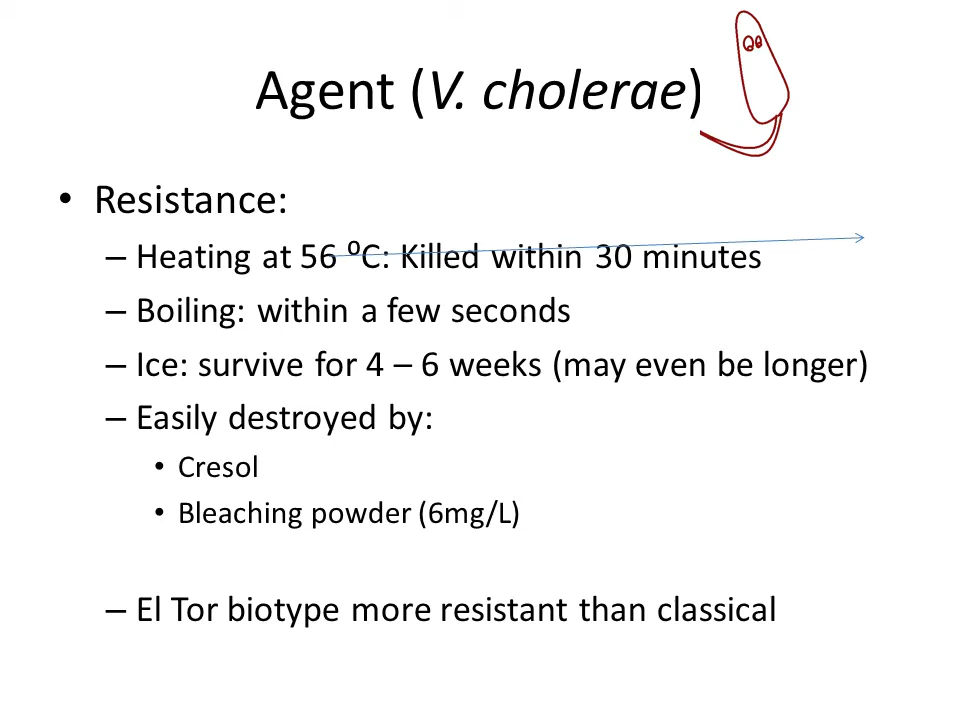 Agent (V. cholerae)
• Resistance:
– Heating at 56 ⁰C: Killed within 30 minutes
– Boiling: within a few seconds
– Ice: survive for 4 – 6 weeks (may even be longer)
– Easily destroyed by:
• Cresol
• Bleaching powder (6mg/L)
– El Tor biotype more resistant than classical